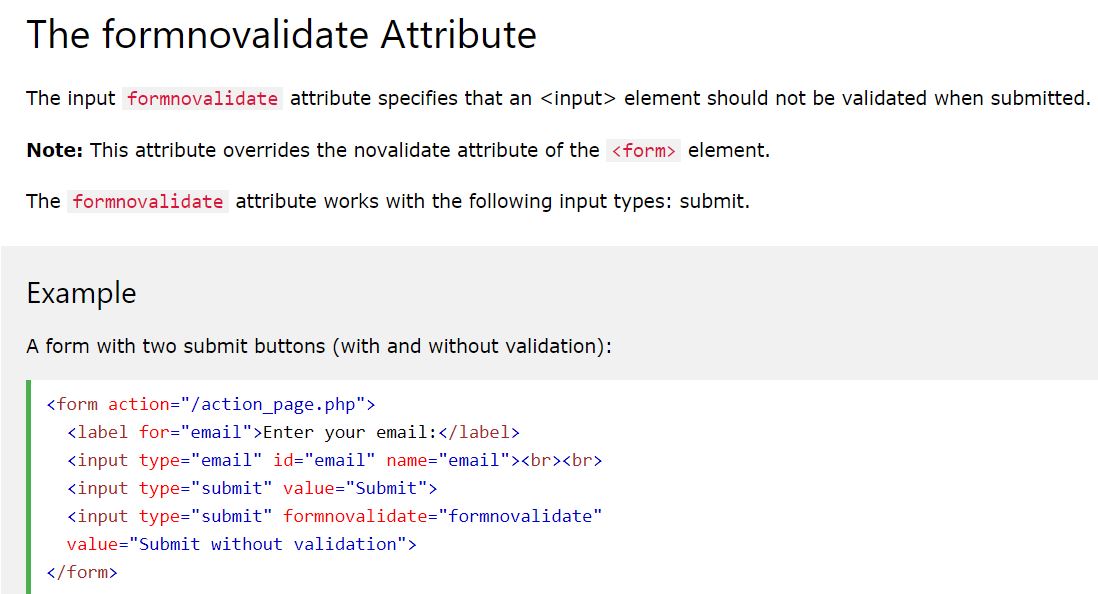 The formnovalidate Attribute
The input formnovalidate attribute specifies that an <input> element should not be validated when submitted.
Note: This attribute overrides the novalidate attribute of the <form> element.
The formnovalidate attribute works with the following input types: submit.
Example
A form with two submit buttons (with and without validation):
<form action="/action_page.php">
  <label for="email">Enter your email:</label>
  <input type="email" id="email" name="email"><br><br>
  <input type="submit" value="Submit">
  <input type="submit" formnovalidate="formnovalidate"
  value="Submit without validation">
</form>